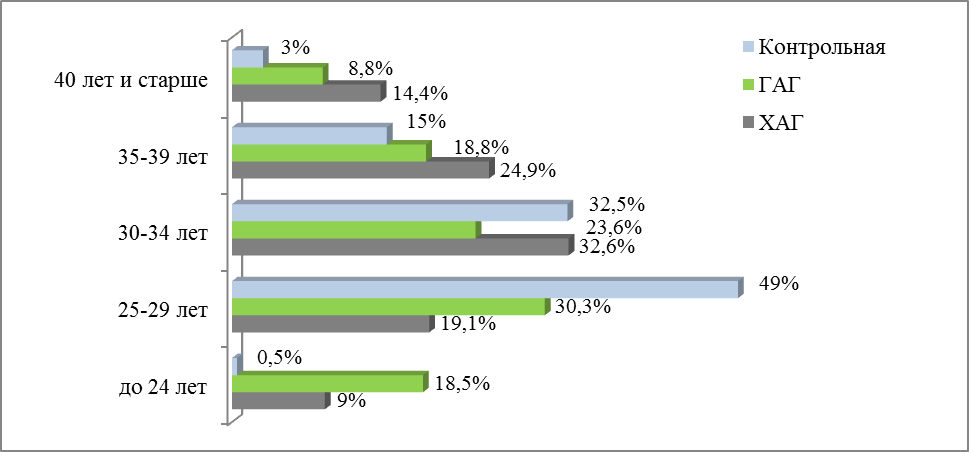 3%
40 лет и старше
8,8%
14,4%
15%
35-39 лет
18,8%
24,9%
32,5%
30-34 лет
23,6%
32,6%
49%
25-29 лет
30,3%
19,1%
0,5%
до 24 лет
18,5%
9%
Контрольная
ГАГ
ХАГ